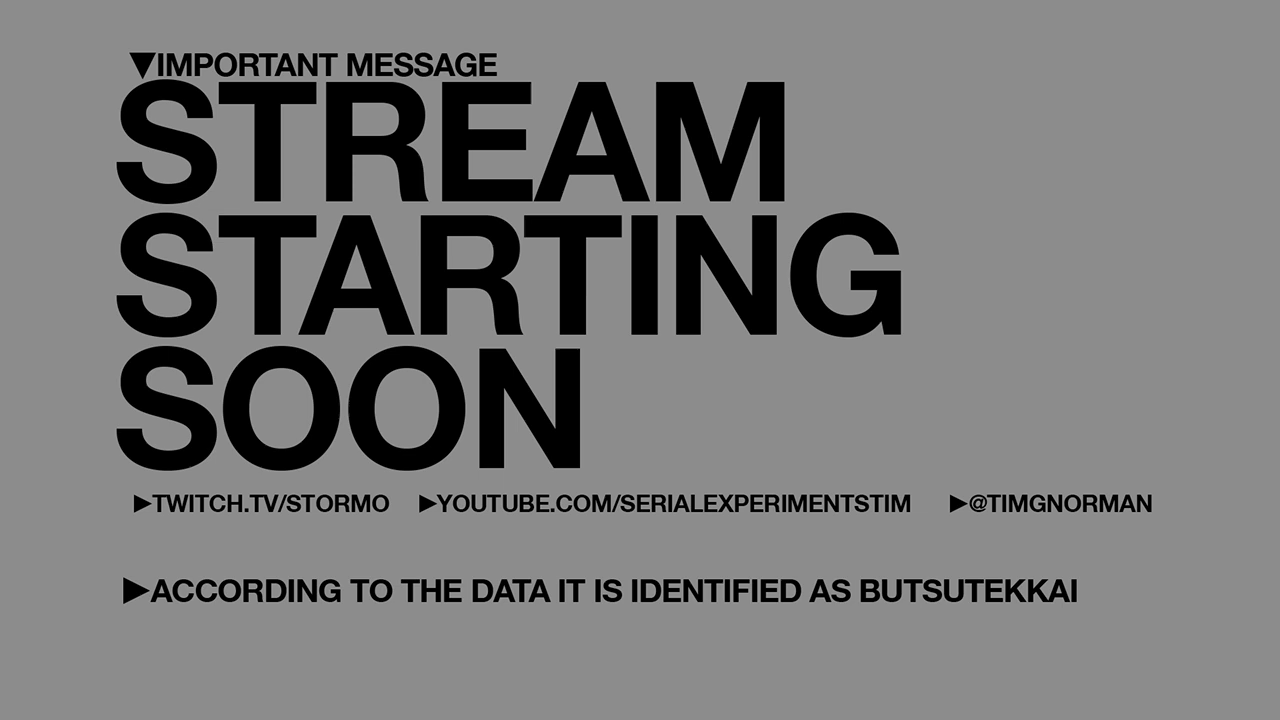 ▼IMPORTANT MESSAGE
STREAM
STARTING
SOON
▶TWITCH.TV/STORMO ▶YOUTUBE.COM/SERIALEXPERIMENTSTIM ▶@TIMGNORMAN
▶ACCORDING TO THE DATA IT IS IDENTIFIED AS BUTSUTEKKAI